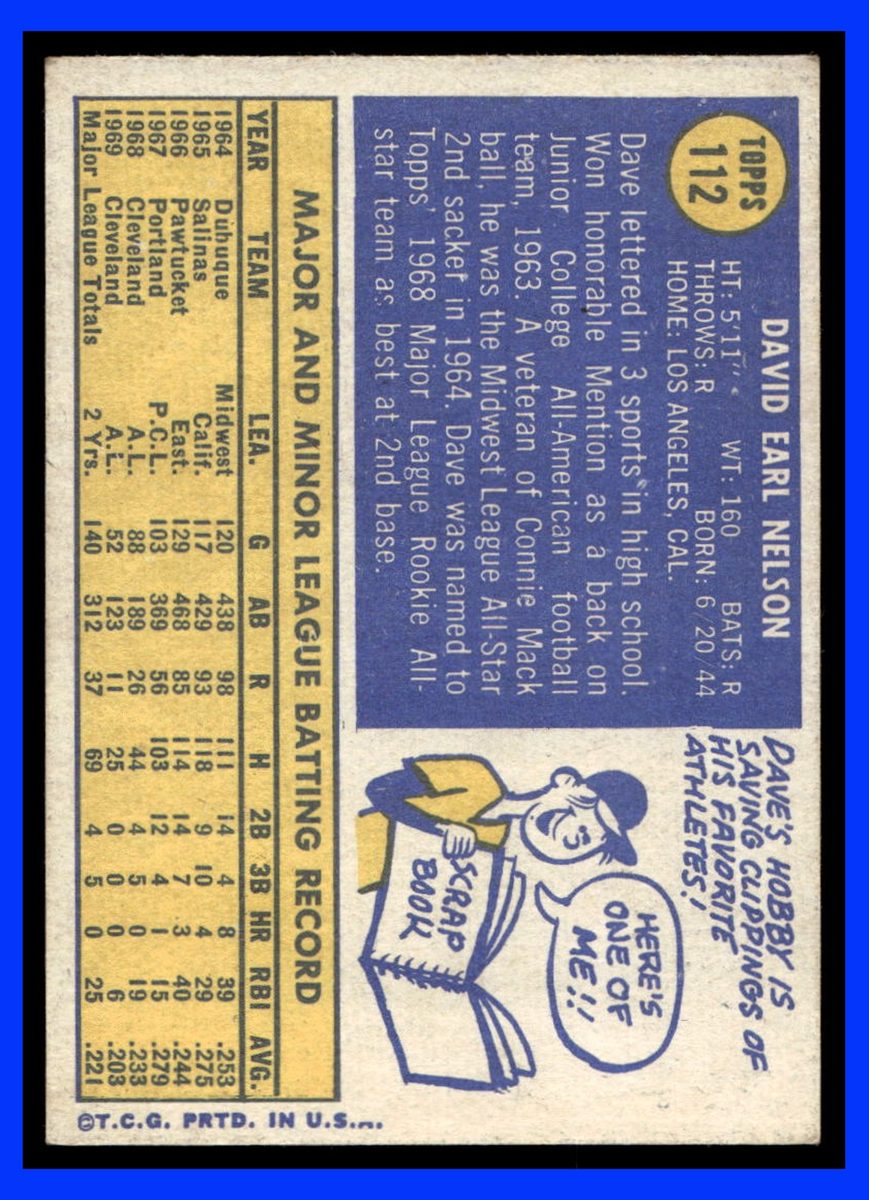 TOPPS
112
DAVID EARL NELSON
HT: 5'11" WT: 160 BATS: R
THROWS: R BORN: 6/20/44
HOME: LOS ANGELES, CAL.
Dave lettered in 3 sports in high school.
Won honorable Mention as a back on
Junior College All-American football
team, 1963. A veteran of Connie Mack
ball, he was the Midwest League All-Star
2nd sacker in 1964. Dave was named to
Topps' 1968 Major League Rookie All-
star team as best at 2nd base.
DAVE'S HOBBY IS
SAVING CLIPPINGS OF
HIS FAVORITE
ATHLETES!
HERE'S
ONE OF
ME!!
SCRAP
BOOK
MAJOR AND MINOR LEAGUE BATTING RECORD
YEAR TEAM LEA. G AB R H 2B 3B HR RBI AVG.
1964 Dubuque Midwest 120 438 98 111 14 4 8 39 .253
1965 Salinas Calif. 117 429 93 118 9 10 4 29 .275
1966 Pawtucket East. 129 468 85 114 14 7 3 40 .244
1967 Portland P.C.L. 103 369 56 103 12 4 1 15 .279
1968 Cleveland A.L. 88 189 26 44 4 5 0 19 .233
1969 Cleveland A.L. 52 123 11 25 0 0 0 6 .203
Major League Totals 2 Yrs. 140 312 37 69 4 5 0 25 .221
©T.C.G. PRTD. IN U.S.A.